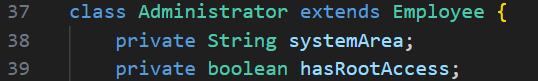 37 class Administrator extends Employee {
38     private String systemArea;
39     private boolean hasRootAccess;